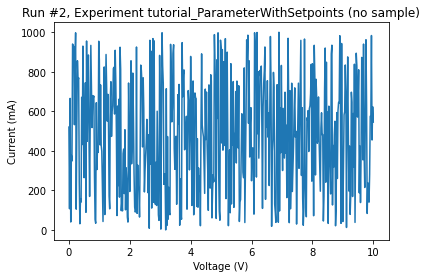 Run #2, Experiment tutorial_ParameterWithSetpoints (no sample)
1000
800
600
400
200
0
Current (mA)
0 2 4 6 8 10
Voltage (V)